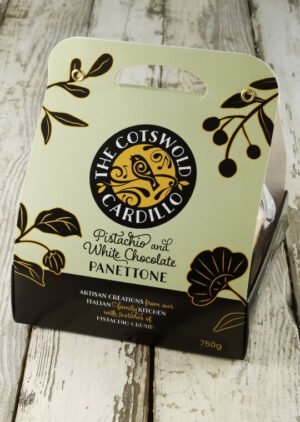 THE COTSWOLD
CARDILLO
Pistachio and
White Chocolate
PANETTONE
ARTISAN CREATIONS from our
ITALIAN family KITCHEN
with textures of
PISTACHIO CRUMB
750g